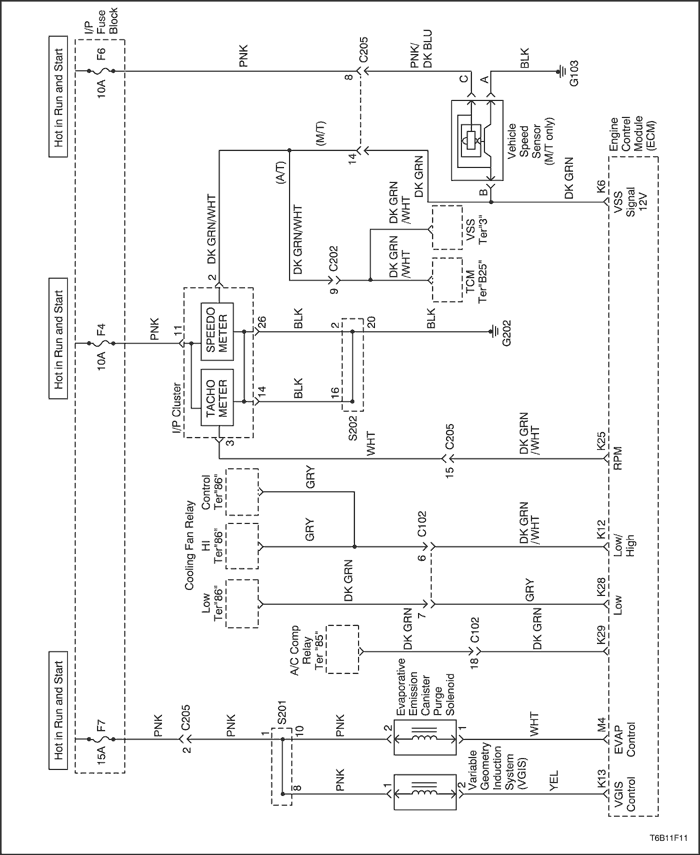 I/P
Fuse
Block
Hot in Run and Start
F6
10A
PNK
8
C205
PNK/
DK BLU
C
A
BLK
G103
Vehicle
Speed
Sensor
(M/T only)
B
DK GRN
Engine
Control
Module
(ECM)
K6
VSS
Signal
12V
(M/T)
14
DK GRN
(A/T)
DK GRN/WHT
DK GRN/WHT
2
9
C202
DK GRN
/WHT
DK GRN
/WHT
VSS
Ter"3"
TCM
Ter"B25"
Hot in Run and Start
F4
10A
PNK
11
SPEEDO
METER
TACHO
METER
I/P Cluster
26
BLK
2
20
BLK
G202
14
BLK
16
S202
3
WHT
15
C205
DK GRN
/WHT
K25
RPM
Cooling Fan Relay
Control
Ter"86"
GRY
HI
Ter"86"
GRY
6
C102
DK GRN
/WHT
K12
Low/
High
Low
Ter"86"
DK GRN
7
GRY
K28
Low
A/C Comp
Relay
Ter "85"
DK GRN
18
C102
DK GRN
K29
Hot in Run and Start
F7
15A
PNK
2
C205
PNK
1
S201
10
PNK
2
Evaporative
Emission
Canister
Purge
Solenoid
1
WHT
M4
EVAP
Control
8
PNK
1
2
Variable
Geometry
Induction
System
(VGIS)
YEL
K13
VGIS
Control
T6B11F11